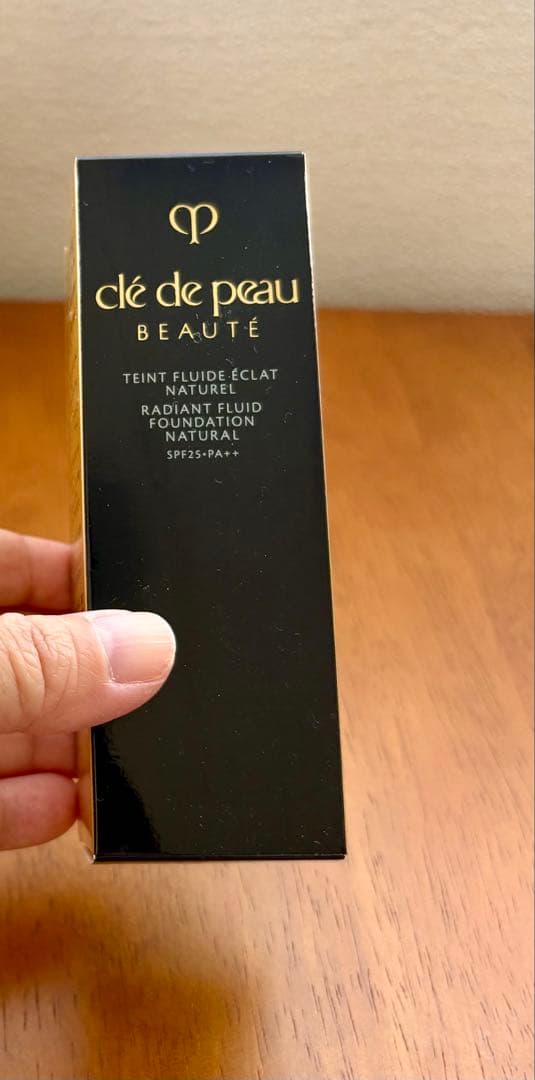 clé de peau
BEAUTÉ
TEINT FLUIDE ÉCLAT
NATUREL
RADIANT FLUID
FOUNDATION
NATURAL
SPF25•PA++